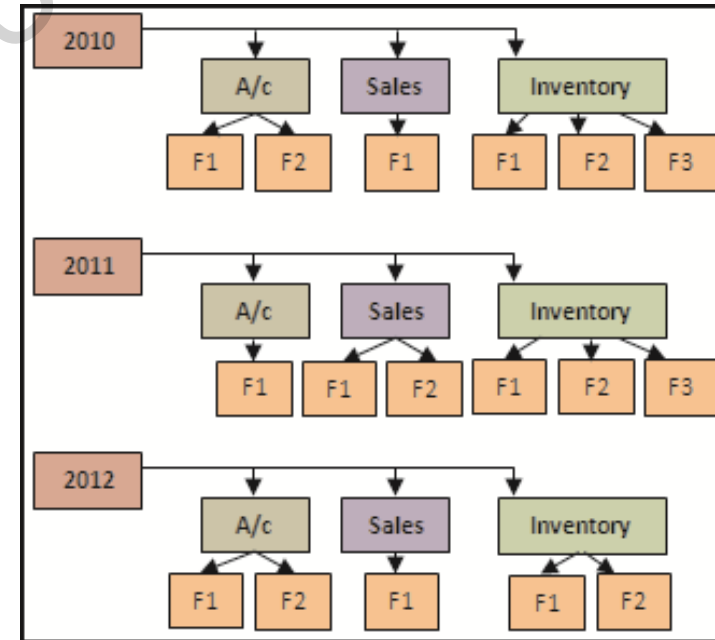 2010
A/c Sales Inventory
F1 F2 F1 F1 F2 F3
2011
A/c Sales Inventory
F1 F1 F2 F1 F2 F3
2012
A/c Sales Inventory
F1 F2 F1 F1 F2